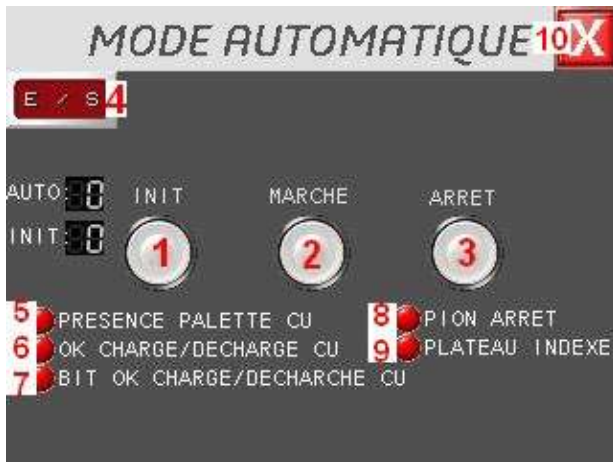 MODE AUTOMATIQUE 10 X
E / S 4
AUTO: 0 INIT MARCHE ARRET
INIT: 0 1 2 3
5 PRESENCE PALETTE CU 8 PION ARRET
6 OK CHARGE/DECHARGE CU 9 PLATEAU INDEXE
7 BIT OK CHARGE/DECHARCHE CU